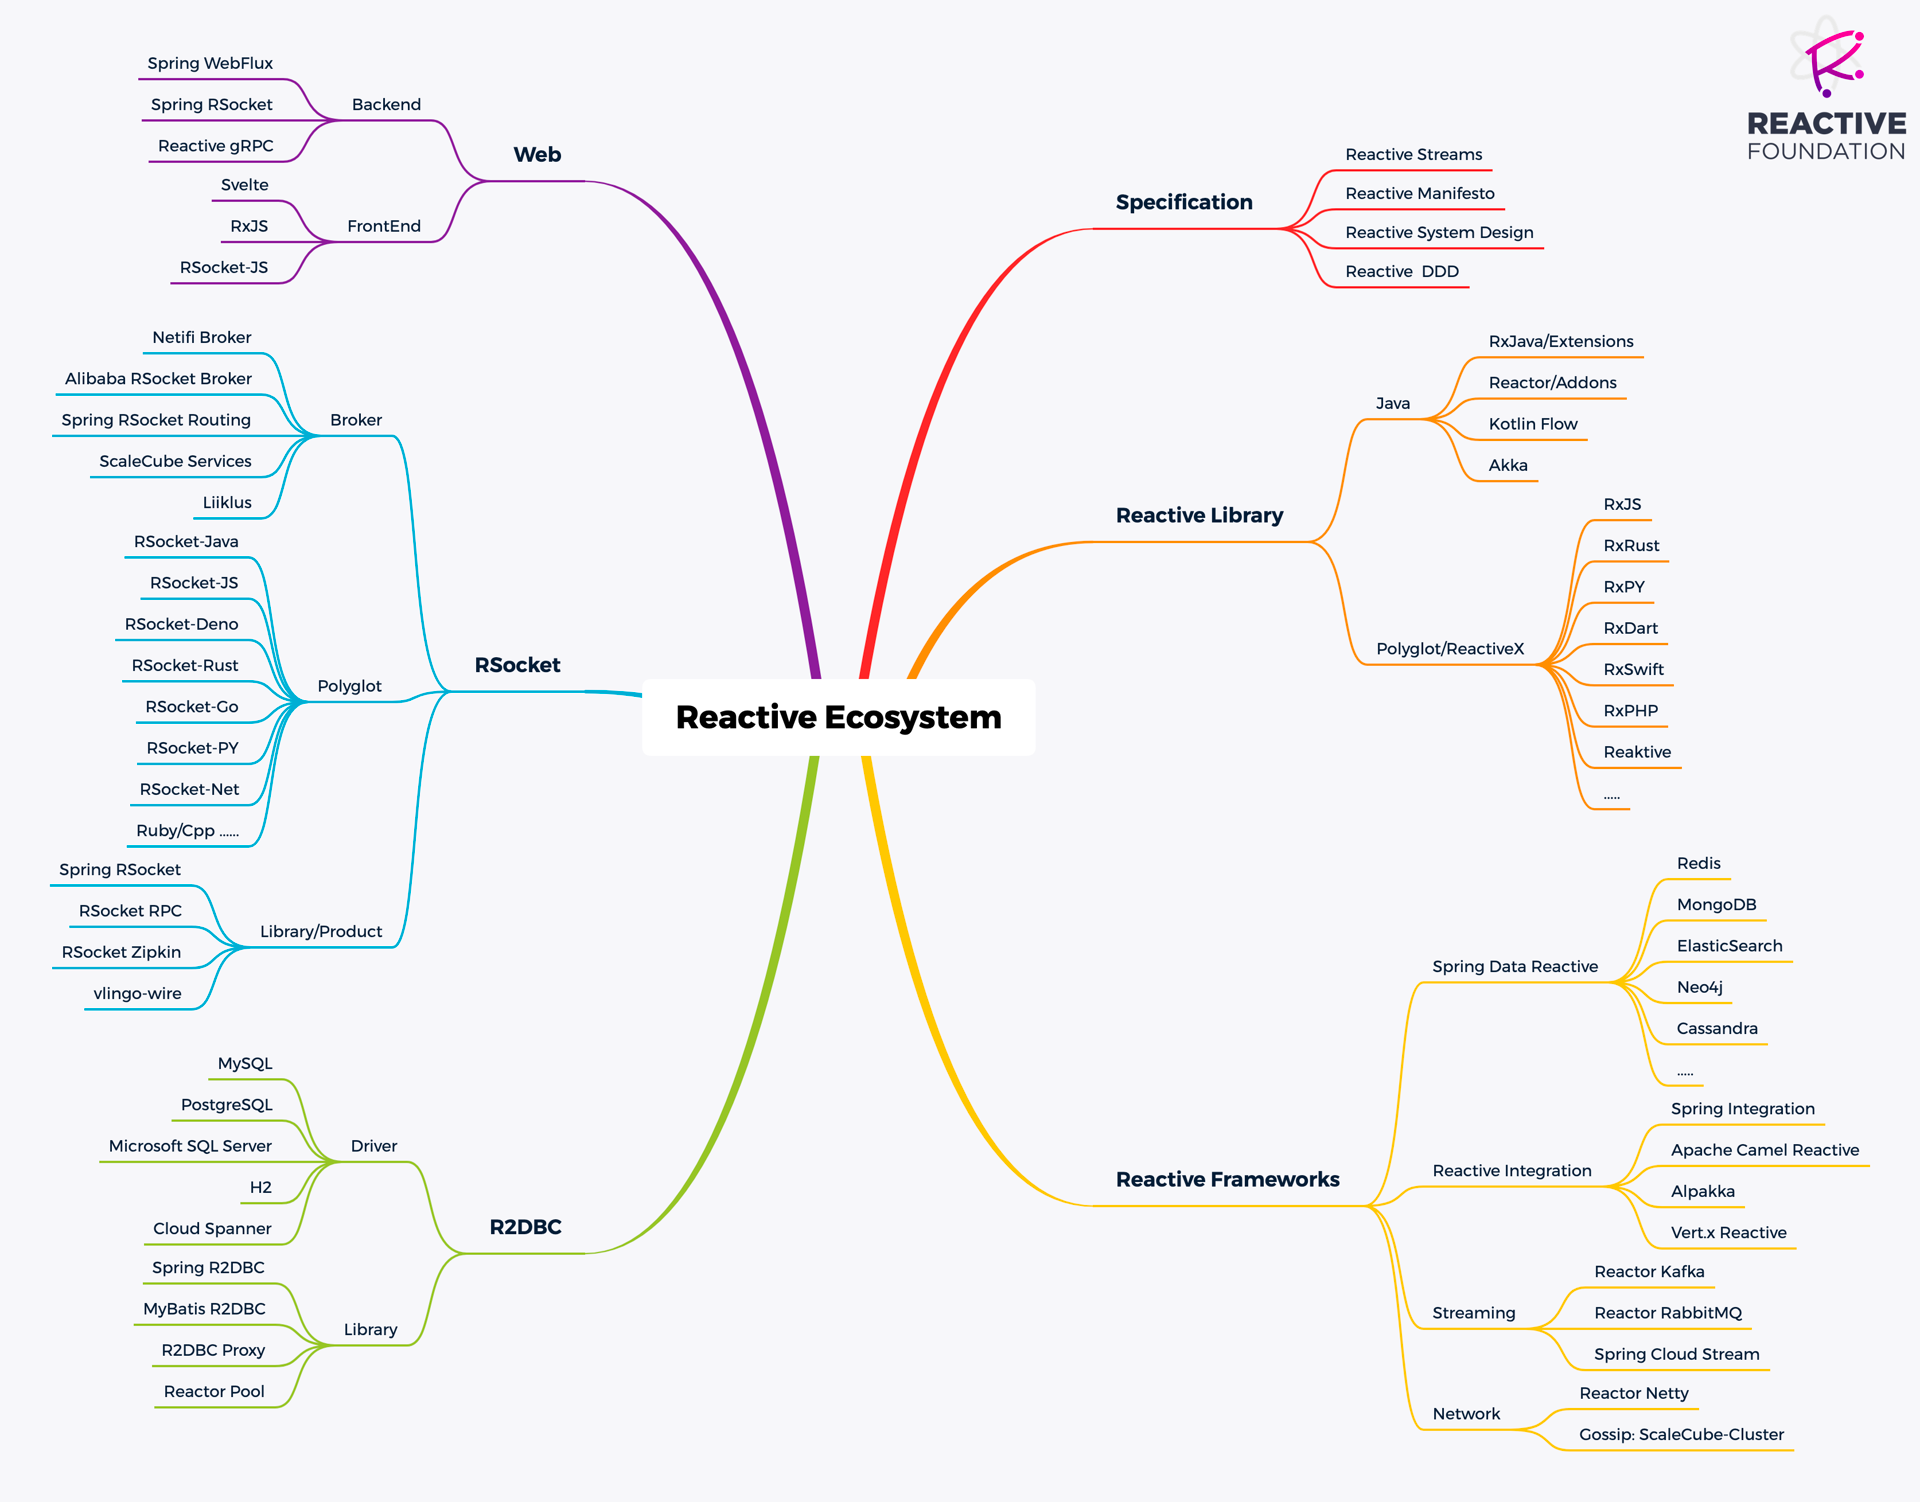 REACTIVE
FOUNDATION
Reactive Ecosystem
Web
Backend
Spring WebFlux
Spring RSocket
Reactive gRPC
FrontEnd
Svelte
RxJS
RSocket-JS
RSocket
Broker
Netifi Broker
Alibaba RSocket Broker
Spring RSocket Routing
ScaleCube Services
Liiklus
Polyglot
RSocket-Java
RSocket-JS
RSocket-Deno
RSocket-Rust
RSocket-Go
RSocket-PY
RSocket-Net
Ruby/Cpp ......
Library/Product
Spring RSocket
RSocket RPC
RSocket Zipkin
vlingo-wire
R2DBC
Driver
MySQL
PostgreSQL
Microsoft SQL Server
H2
Cloud Spanner
Library
Spring R2DBC
MyBatis R2DBC
R2DBC Proxy
Reactor Pool
Specification
Reactive Streams
Reactive Manifesto
Reactive System Design
Reactive  DDD
Reactive Library
Java
RxJava/Extensions
Reactor/Addons
Kotlin Flow
Akka
Polyglot/ReactiveX
RxJS
RxRust
RxPY
RxDart
RxSwift
RxPHP
Reaktive
.....
Reactive Frameworks
Spring Data Reactive
Redis
MongoDB
ElasticSearch
Neo4j
Cassandra
.....
Reactive Integration
Spring Integration
Apache Camel Reactive
Alpakka
Vert.x Reactive
Streaming
Reactor Kafka
Reactor RabbitMQ
Spring Cloud Stream
Network
Reactor Netty
Gossip: ScaleCube-Cluster